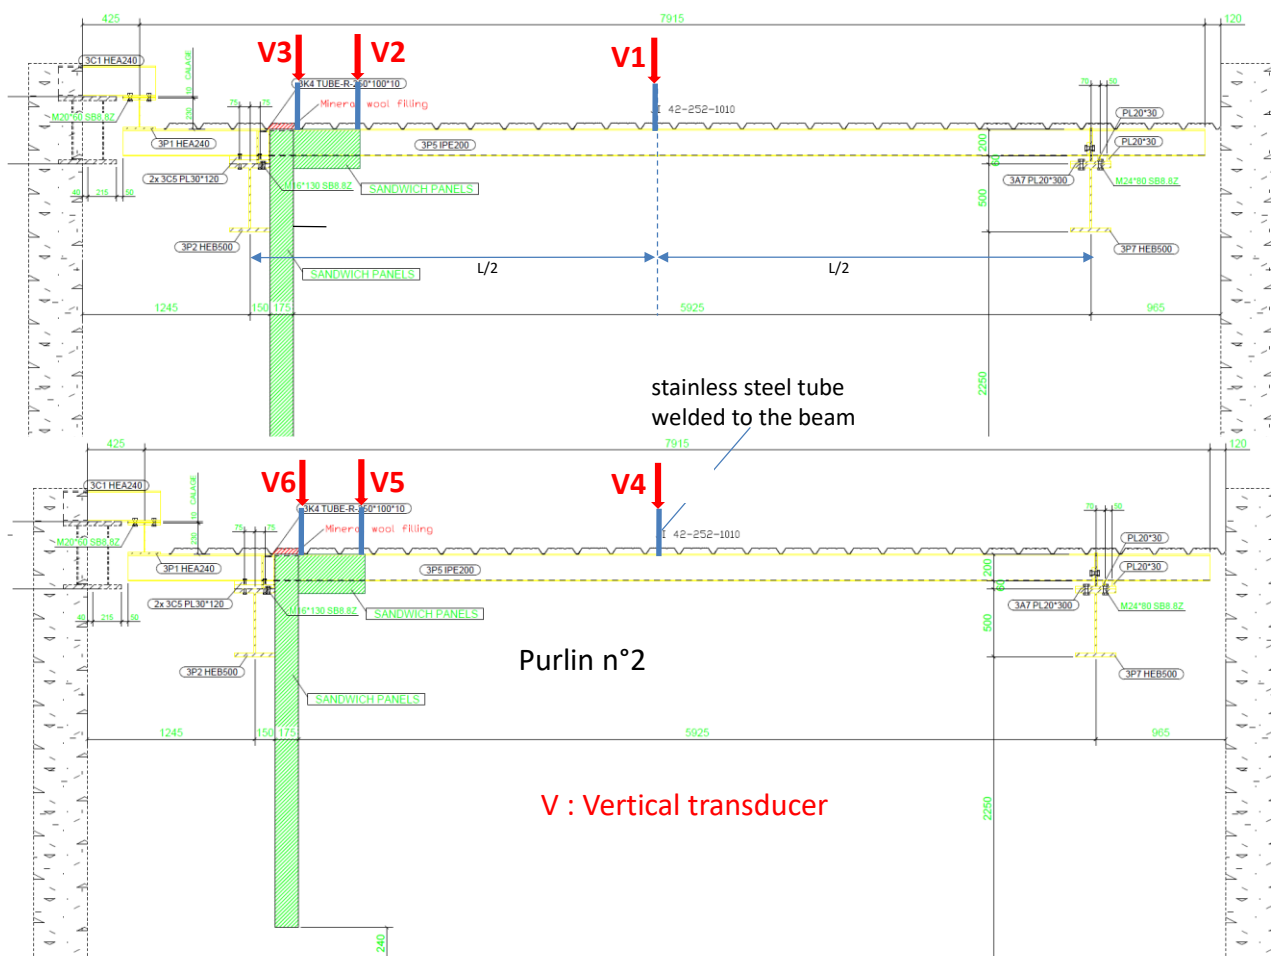 425
7915
120
V3
V2
V1
3C1 HEA240
3K4 TUBE-R-250*100*10
Mineral wool filling
I 42-252-1010
10 CALAGE
230
75
75
M20*60 SB8.8Z
3P1 HEA240
2x 3C5 PL30*120
M16*130 SB8.8Z
SANDWICH PANELS
3P5 IPE200
200
60
500
70
50
PL20*30
PL20*30
3A7 PL20*300
M24*80 SB8.8Z
40
215
50
3P2 HEB500
3P7 HEB500
SANDWICH PANELS
L/2
L/2
1245
150
175
5925
965
2250
stainless steel tube
welded to the beam
425
7915
120
V6
V5
V4
3C1 HEA240
3K4 TUBE-R-250*100*10
Mineral wool filling
I 42-252-1010
10 CALAGE
230
75
75
M20*60 SB8.8Z
3P1 HEA240
2x 3C5 PL30*120
M16*130 SB8.8Z
SANDWICH PANELS
3P5 IPE200
200
60
500
70
50
PL20*30
PL20*30
3A7 PL20*300
M24*80 SB8.8Z
40
215
50
3P2 HEB500
Purlin n°2
3P7 HEB500
SANDWICH PANELS
1245
150
175
5925
965
V : Vertical transducer
2250
240